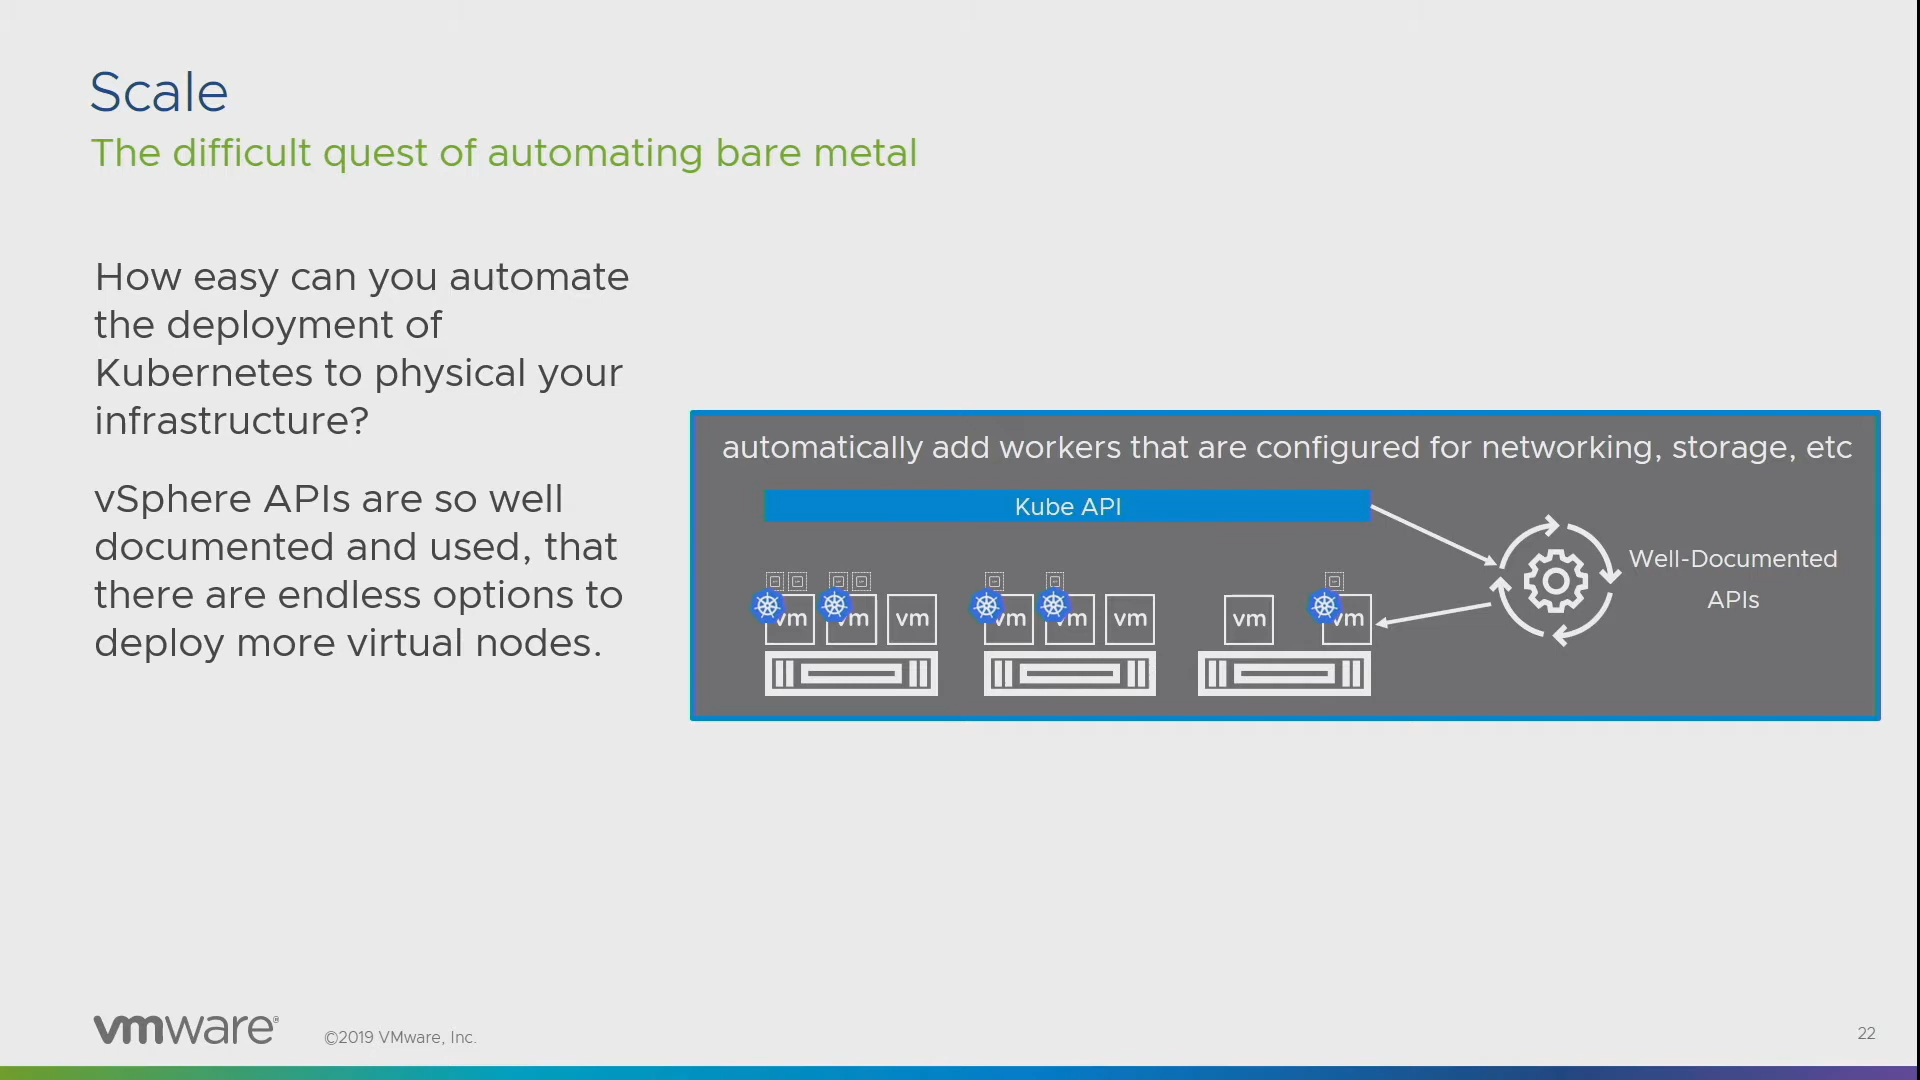 Scale
The difficult quest of automating bare metal
How easy can you automate
the deployment of
Kubernetes to physical your
infrastructure?
vSphere APIs are so well
documented and used, that
there are endless options to
deploy more virtual nodes.
automatically add workers that are configured for networking, storage, etc
Kube API
Well-Documented
APIs
vm vm vm vm vm vm vm vm
vmware®
©2019 VMware, Inc.
22